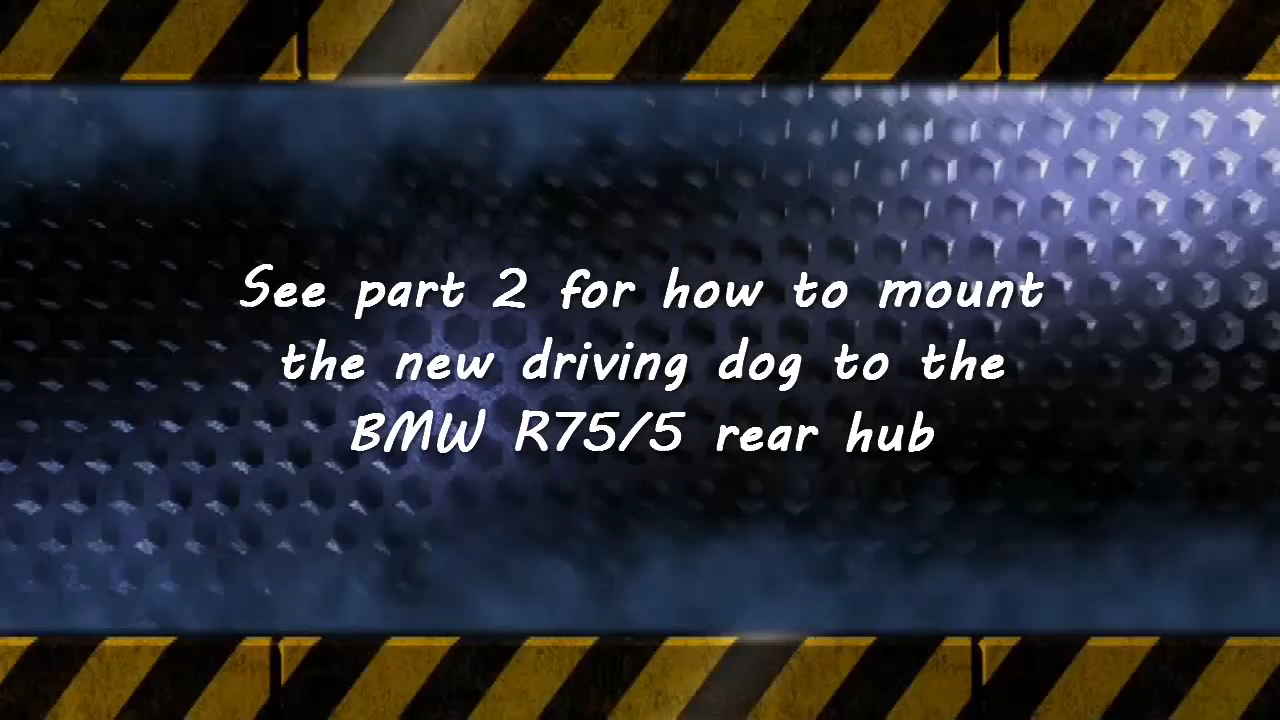 See part 2 for how to mount
the new driving dog to the
BMW R75/5 rear hub